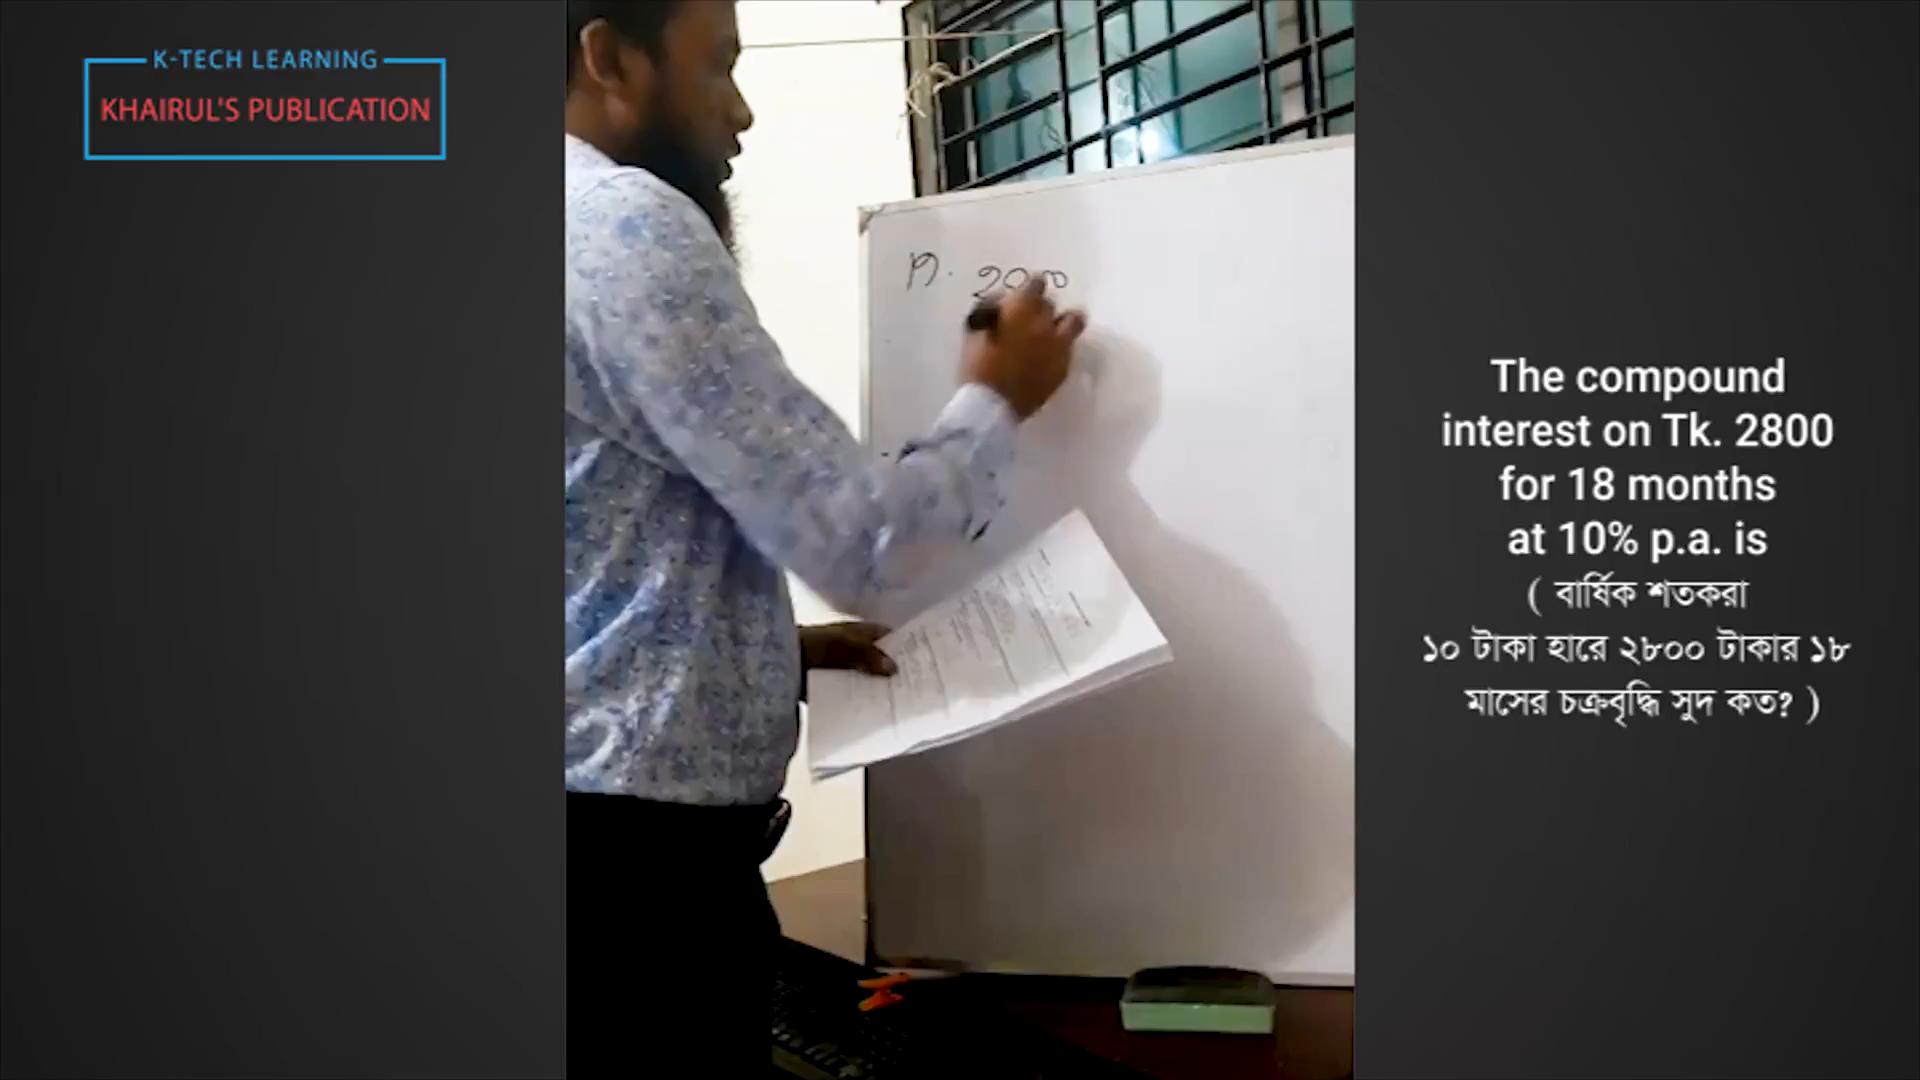 K-TECH LEARNING
KHAIRUL'S PUBLICATION
The compound
interest on Tk. 2800
for 18 months
at 10% p.a. is
( বার্ষিক শতকরা
১০ টাকা হারে ২৮০০ টাকার ১৮
মাসের চক্রবৃদ্ধি সুদ কত? )